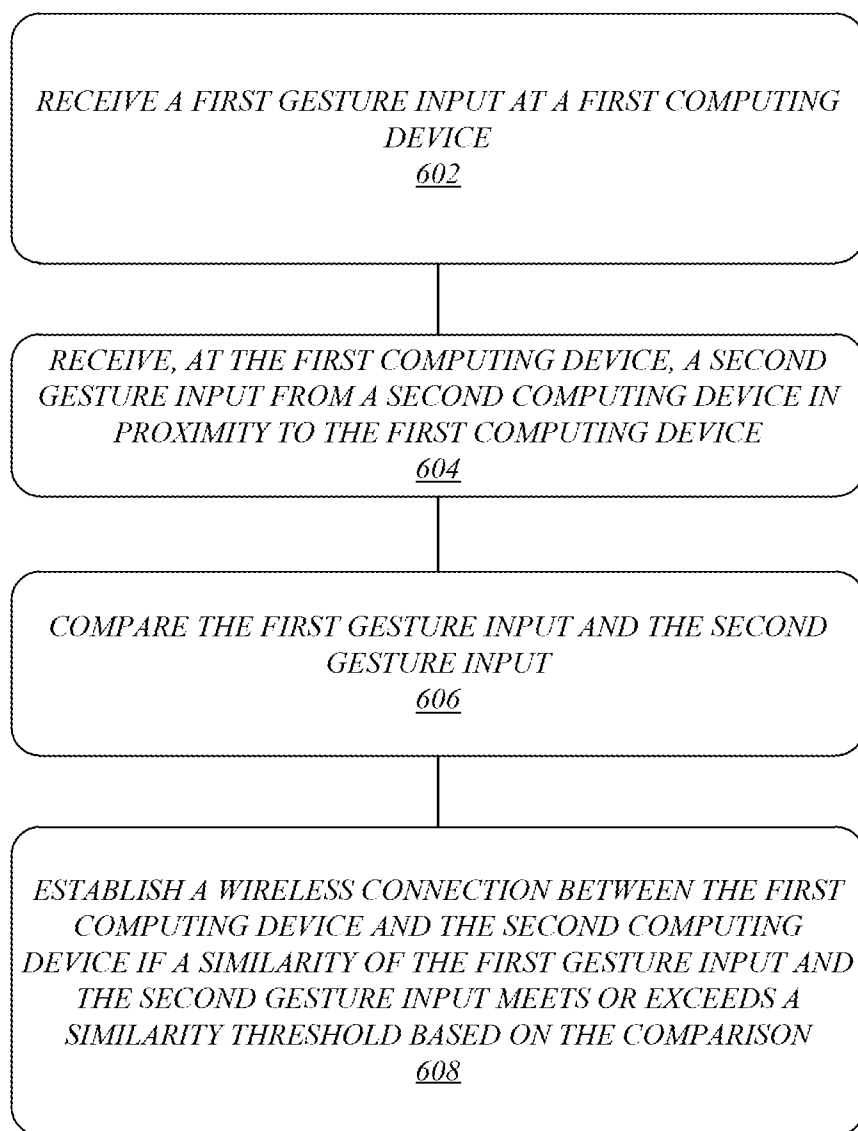 RECEIVE A FIRST GESTURE INPUT AT A FIRST COMPUTING
DEVICE
602
RECEIVE, AT THE FIRST COMPUTING DEVICE, A SECOND
GESTURE INPUT FROM A SECOND COMPUTING DEVICE IN
PROXIMITY TO THE FIRST COMPUTING DEVICE
604
COMPARE THE FIRST GESTURE INPUT AND THE SECOND
GESTURE INPUT
606
ESTABLISH A WIRELESS CONNECTION BETWEEN THE FIRST
COMPUTING DEVICE AND THE SECOND COMPUTING
DEVICE IF A SIMILARITY OF THE FIRST GESTURE INPUT AND
THE SECOND GESTURE INPUT MEETS OR EXCEEDS A
SIMILARITY THRESHOLD BASED ON THE COMPARISON
608